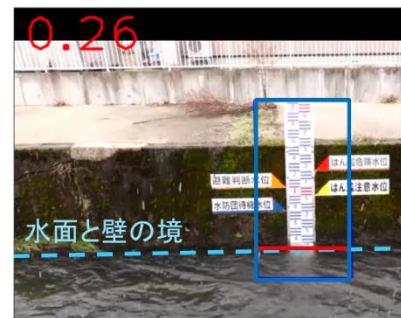 0.26
はん濫危険水位
避難判断水位
はん濫注意水位
水防団待機水位
水面と壁の境